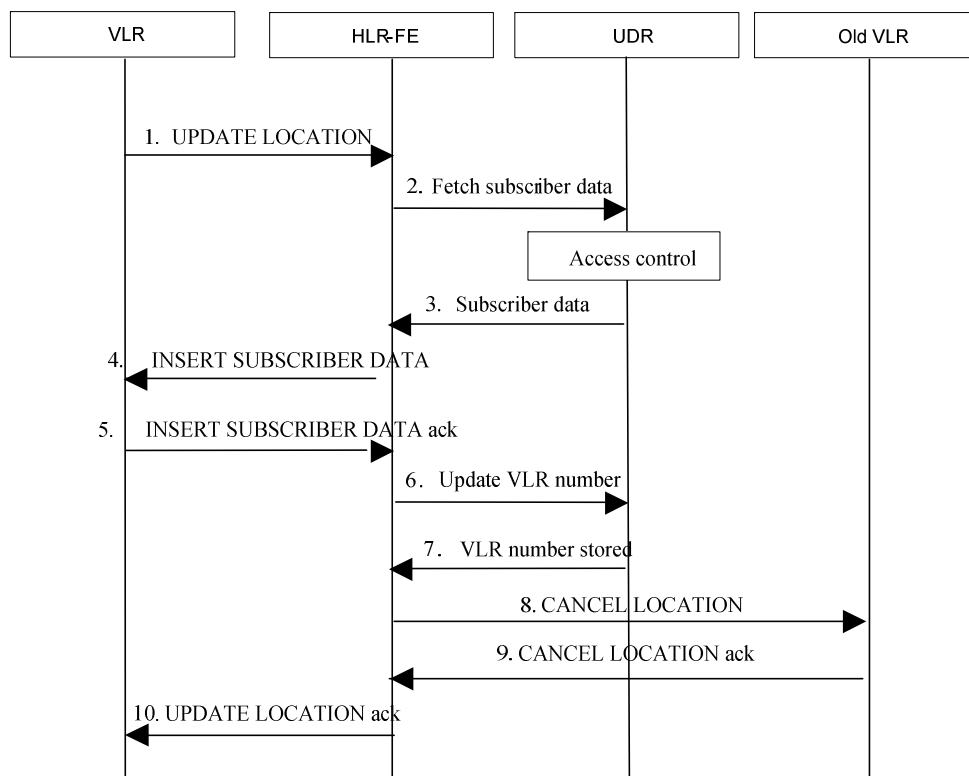 VLR
HLR-FE
UDR
Old VLR
1. UPDATE LOCATION
2. Fetch subscriber data
Access control
3. Subscriber data
4. INSERT SUBSCRIBER DATA
5. INSERT SUBSCRIBER DATA ack
6. Update VLR number
7. VLR number stored
8. CANCEL LOCATION
9. CANCEL LOCATION ack
10. UPDATE LOCATION ack